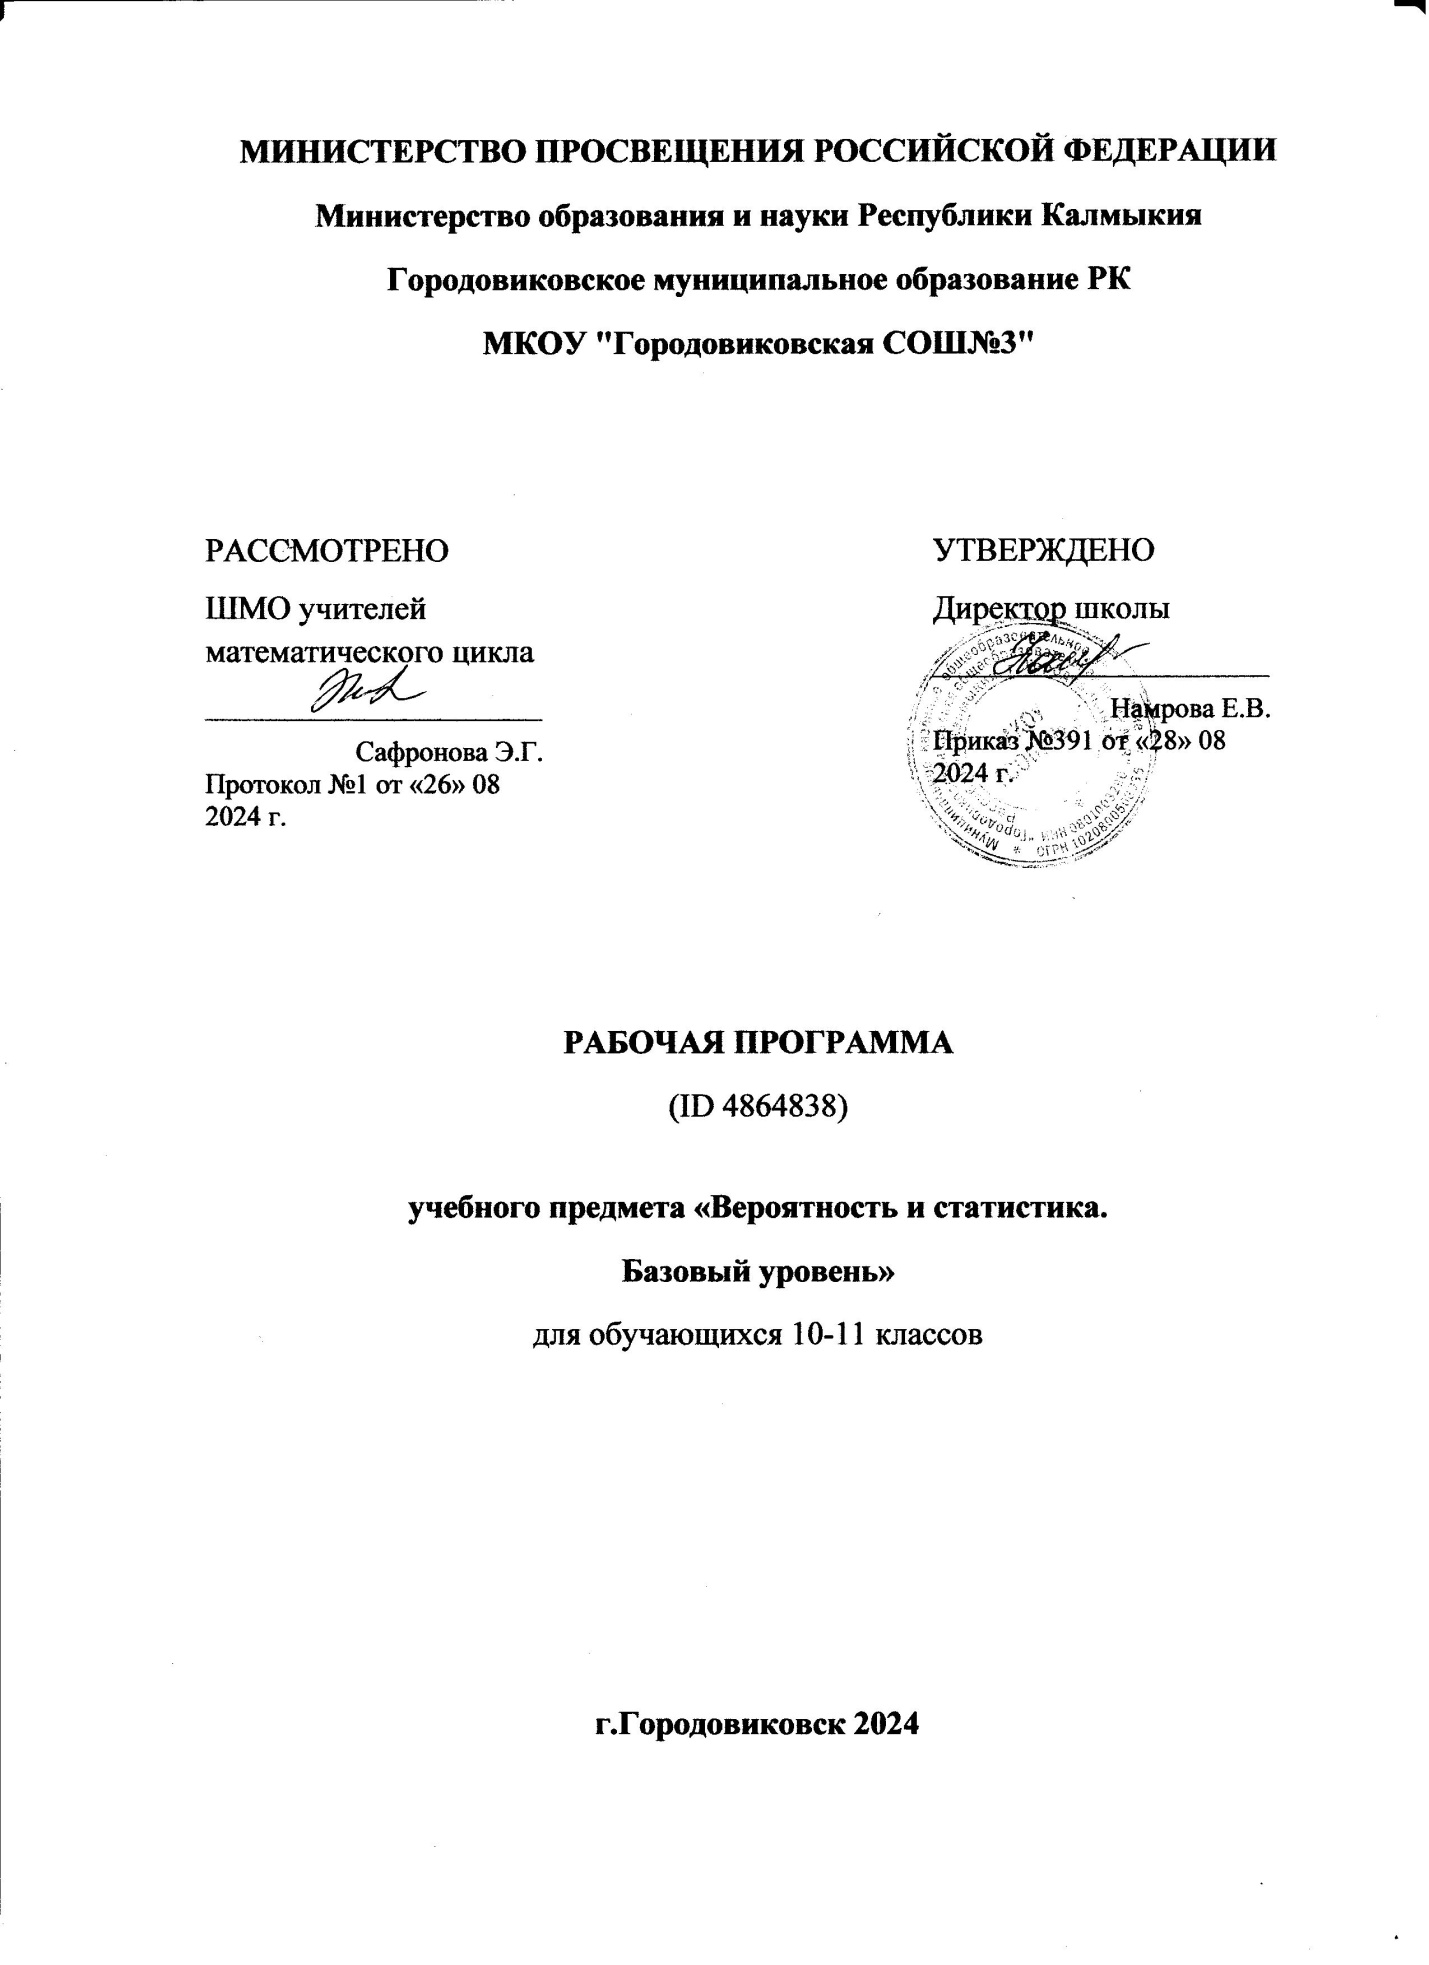 МИНИСТЕРСТВО ПРОСВЕЩЕНИЯ РОССИЙСКОЙ ФЕДЕРАЦИИ
Министерство образования и науки Республики Калмыкия
Городовиковское муниципальное образование РК
МКОУ "Городовиковская СОШ№3"
РАССМОТРЕНО
ШМО учителей
математического цикла
Сафронова Э.Г.
Протокол №1 от «26» 08
2024 г.
УТВЕРЖДЕНО
Директор школы
Намрова Е.В.
Приказ №391 от «28» 08
2024 г.
РАБОЧАЯ ПРОГРАММА
(ID 4864838)
учебного предмета «Вероятность и статистика.
Базовый уровень»
для обучающихся 10-11 классов
г.Городовиковск 2024